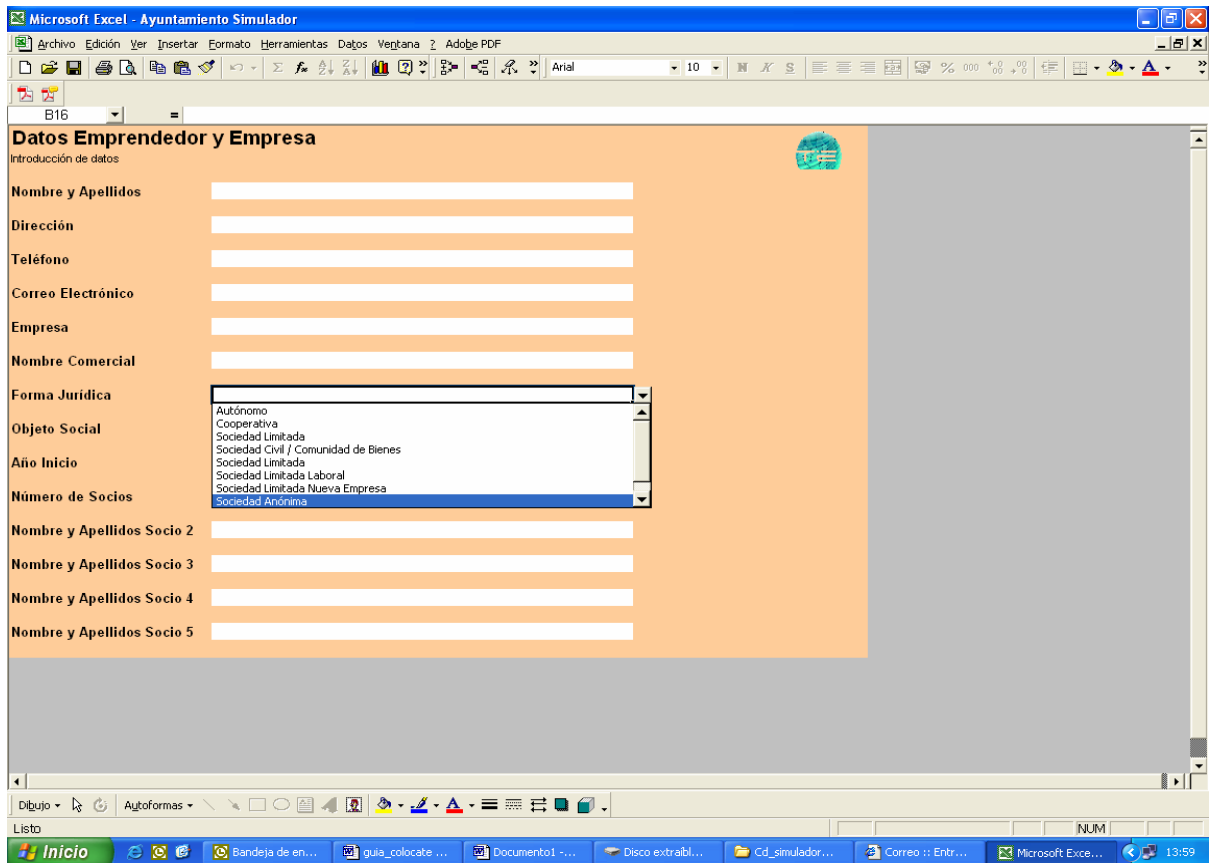 Microsoft Excel - Ayuntamiento Simulador
Archivo Edición Ver Insertar Formato Herramientas Datos Ventana ? Adobe PDF
Arial 10 N K S % 000
B16 =
Datos Emprendedor y Empresa
Introducción de datos
Nombre y Apellidos
Dirección
Teléfono
Correo Electrónico
Empresa
Nombre Comercial
Forma Jurídica
Autónomo
Cooperativa
Sociedad Limitada
Sociedad Civil / Comunidad de Bienes
Sociedad Limitada
Sociedad Limitada Laboral
Sociedad Limitada Nueva Empresa
Sociedad Anónima
Objeto Social
Año Inicio
Número de Socios
Nombre y Apellidos Socio 2
Nombre y Apellidos Socio 3
Nombre y Apellidos Socio 4
Nombre y Apellidos Socio 5
Dibujo Autoformas
Listo NUM
Inicio Bandeja de en... guia_colocate ... Documento1 -... Disco extraíbl... Cd_simulador... Correo :: Entr... Microsoft Exce... 13:59